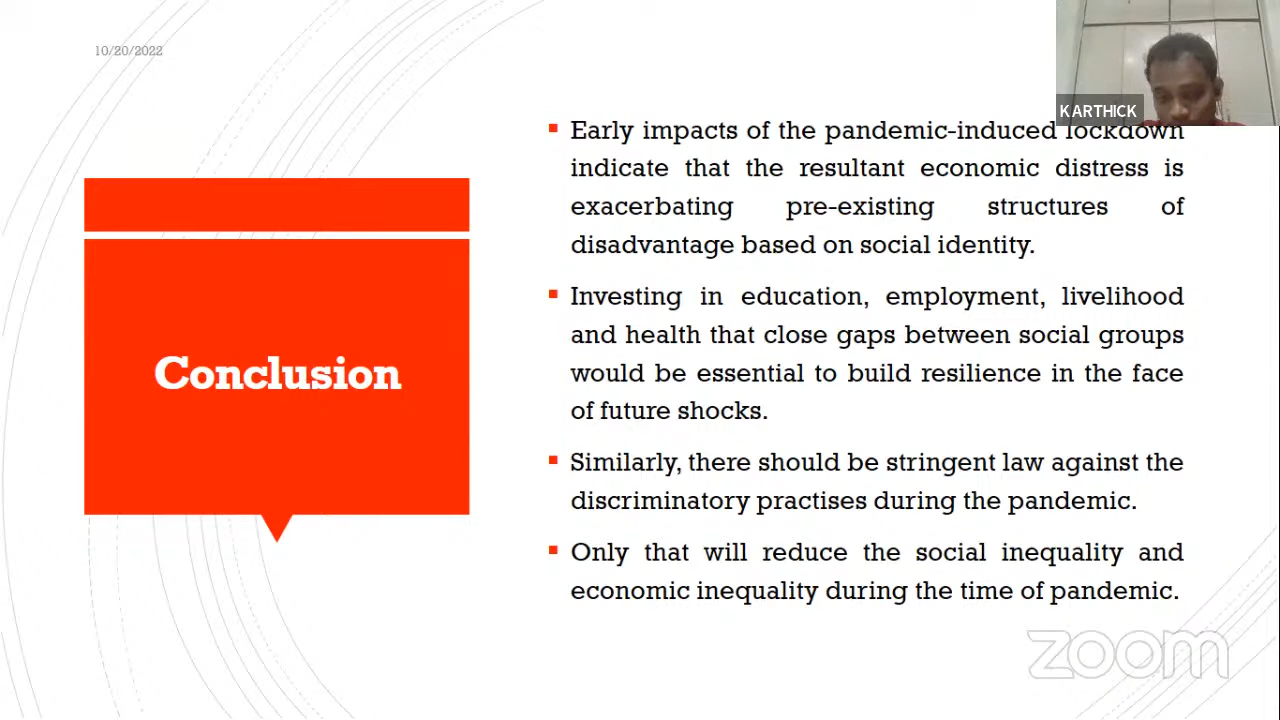 10/20/2022
KARTHICK
Early impacts of the pandemic-induced lockdown
indicate that the resultant economic distress is
exacerbating pre-existing structures of
disadvantage based on social identity.
Investing in education, employment, livelihood
and health that close gaps between social groups
would be essential to build resilience in the face
of future shocks.
Similarly, there should be stringent law against the
discriminatory practises during the pandemic.
Only that will reduce the social inequality and
economic inequality during the time of pandemic.
Conclusion
zoom